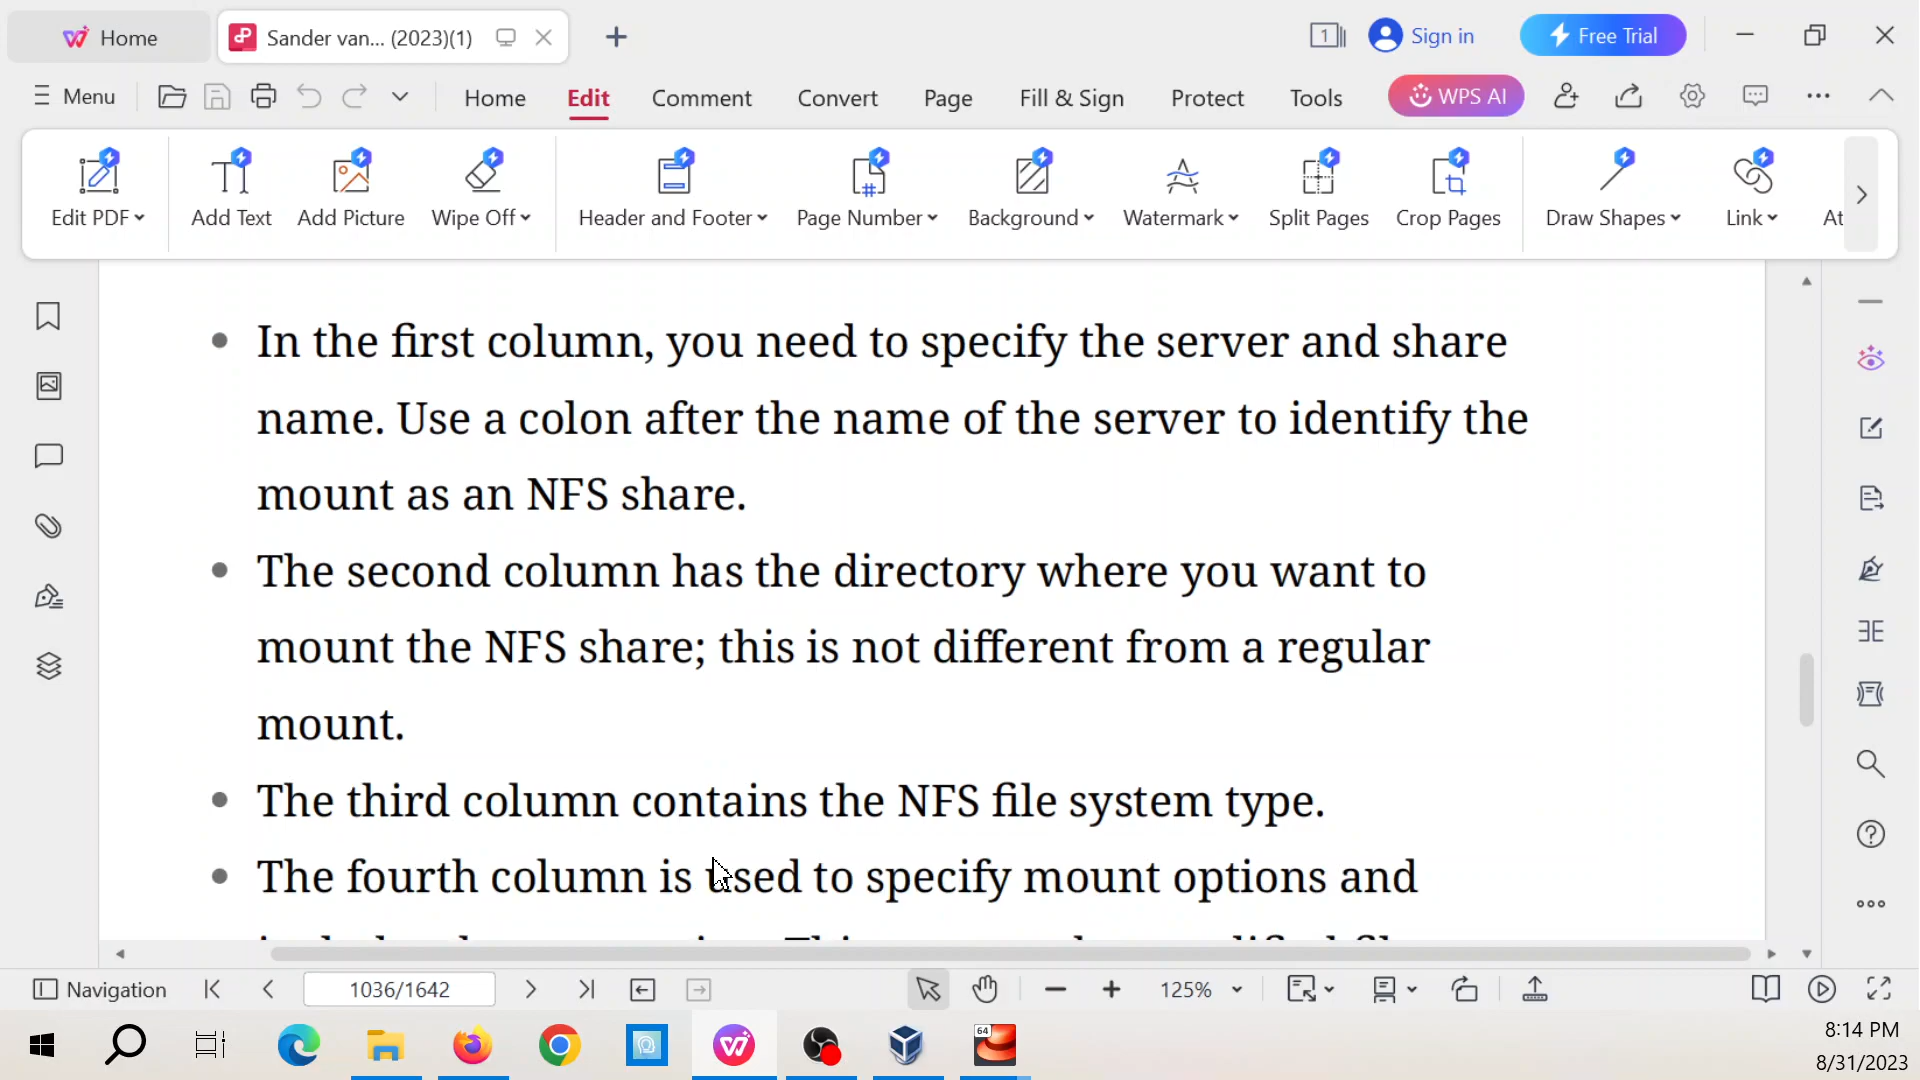 Home
Sander van... (2023)(1)
1
Sign in
Free Trial
Menu
Home
Edit
Comment
Convert
Page
Fill & Sign
Protect
Tools
WPS AI
Edit PDF
Add Text
Add Picture
Wipe Off
Header and Footer
Page Number
Background
Watermark
Split Pages
Crop Pages
Draw Shapes
Link
At
• In the first column, you need to specify the server and share
name. Use a colon after the name of the server to identify the
mount as an NFS share.
• The second column has the directory where you want to
mount the NFS share; this is not different from a regular
mount.
• The third column contains the NFS file system type.
• The fourth column is used to specify mount options and
Navigation
1036/1642
125%
64
8:14 PM
8/31/2023